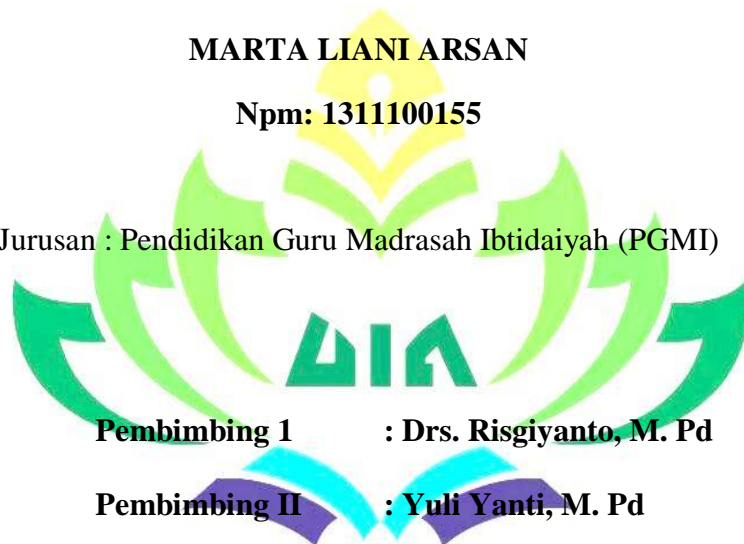 MARTA LIANI ARSAN
Npm: 1311100155
Jurusan : Pendidikan Guru Madrasah Ibtidaiyah (PGMI)
UIN
Pembimbing 1 : Drs. Risgiyanto, M. Pd
Pembimbing II : Yuli Yanti, M. Pd